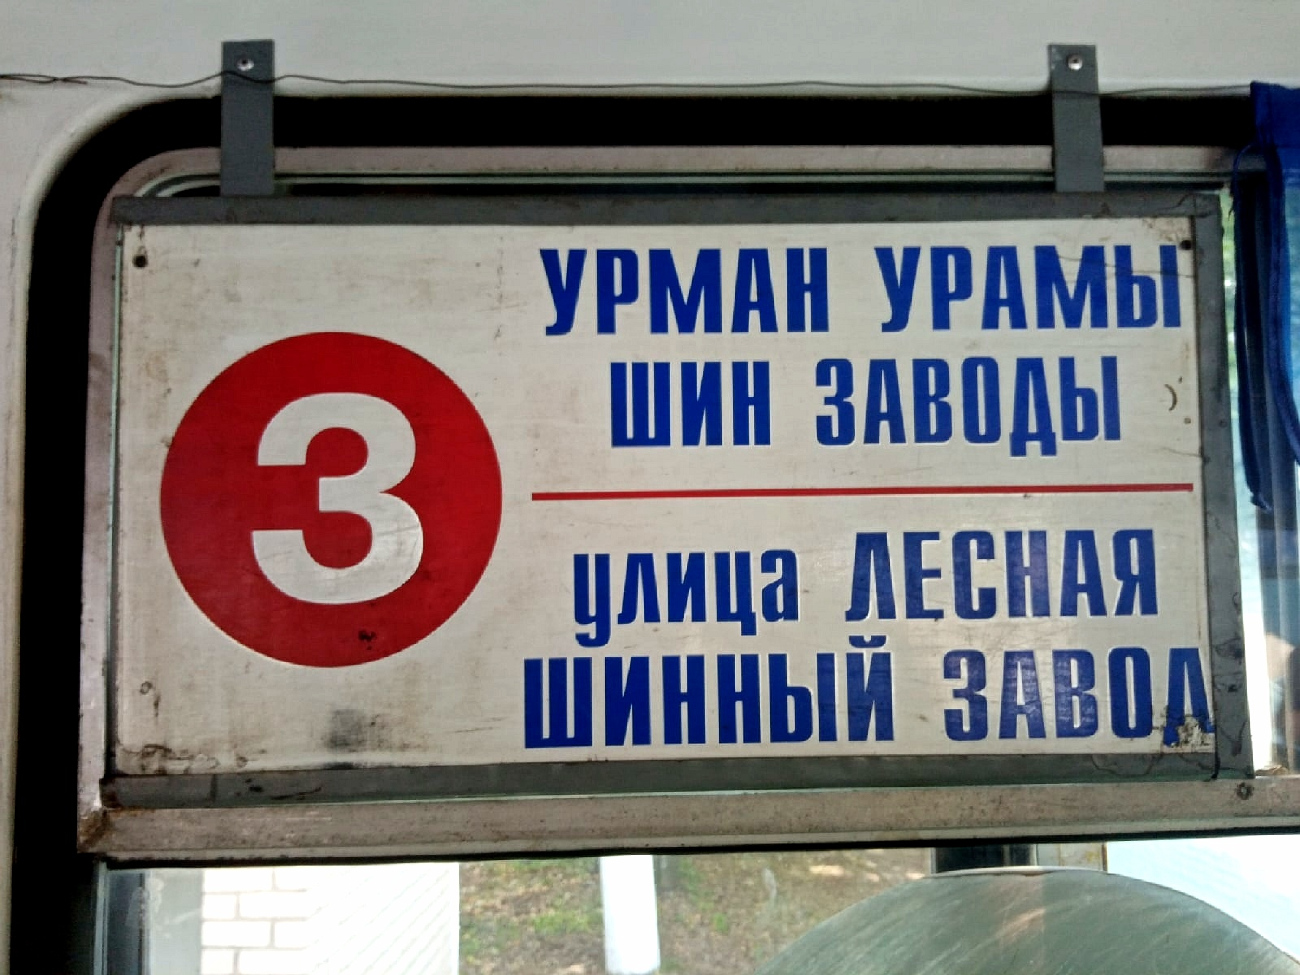 3
УРМАН УРАМЫ
ШИН ЗАВОДЫ
улица ЛЕСНАЯ
ШИННЫЙ ЗАВОД